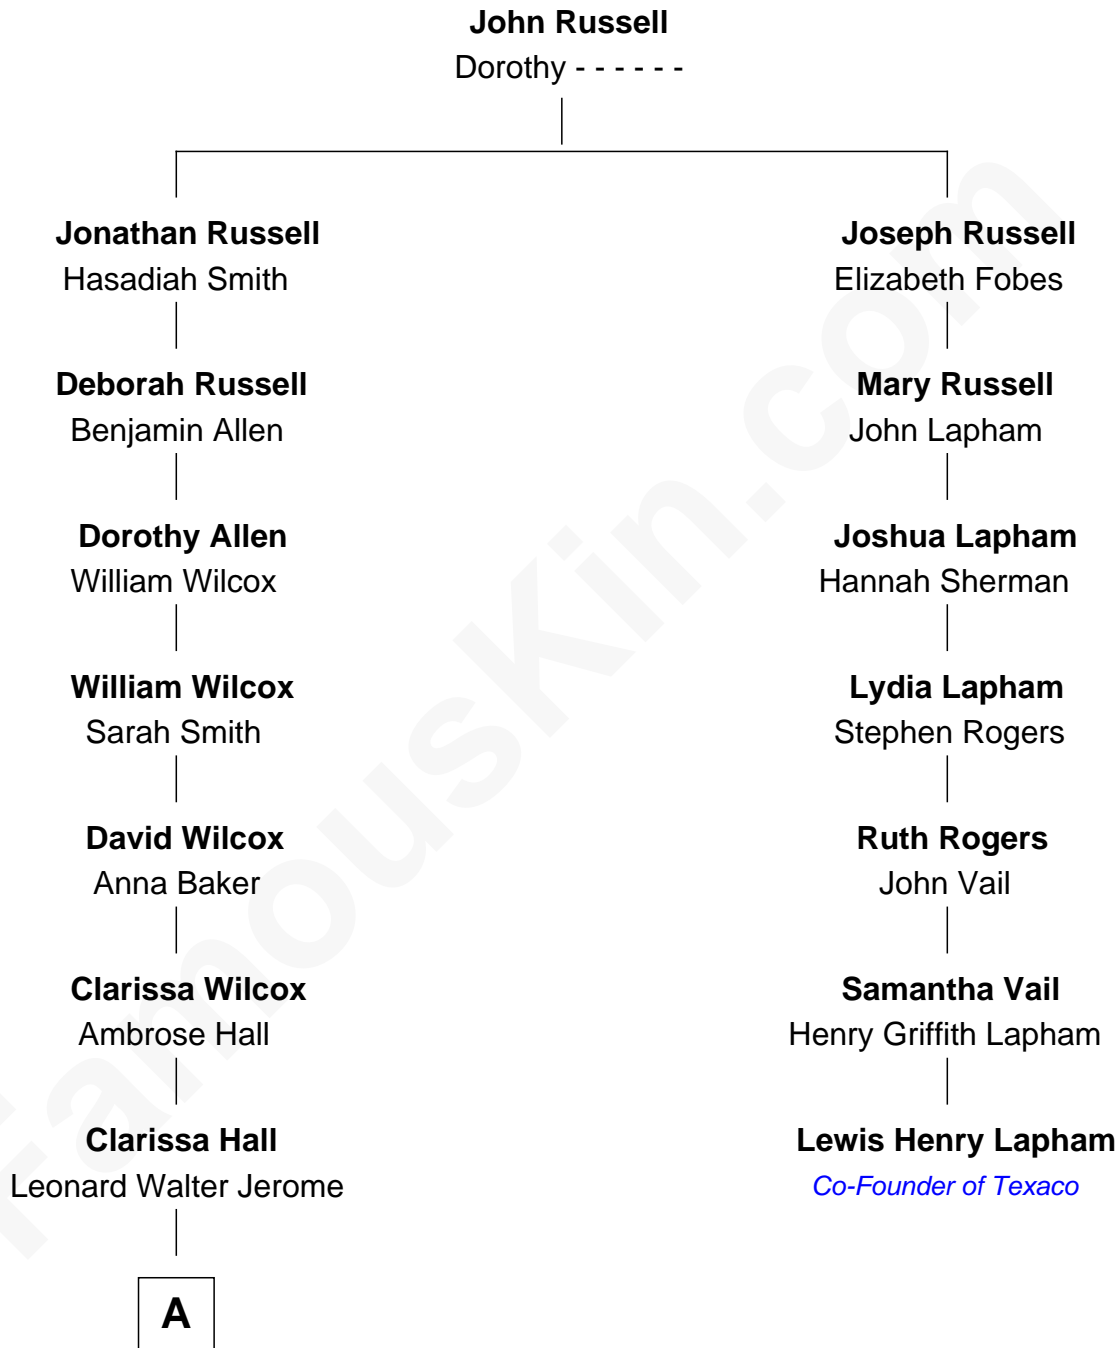 John Russell
Dorothy - - - - - -
Jonathan Russell
Hasadiah Smith
Joseph Russell
Elizabeth Fobes
Deborah Russell
Benjamin Allen
Mary Russell
John Lapham
Dorothy Allen
William Wilcox
Joshua Lapham
Hannah Sherman
William Wilcox
Sarah Smith
Lydia Lapham
Stephen Rogers
David Wilcox
Anna Baker
Ruth Rogers
John Vail
Clarissa Wilcox
Ambrose Hall
Samantha Vail
Henry Griffith Lapham
Clarissa Hall
Leonard Walter Jerome
Lewis Henry Lapham
Co-Founder of Texaco
A
FamousKin.com